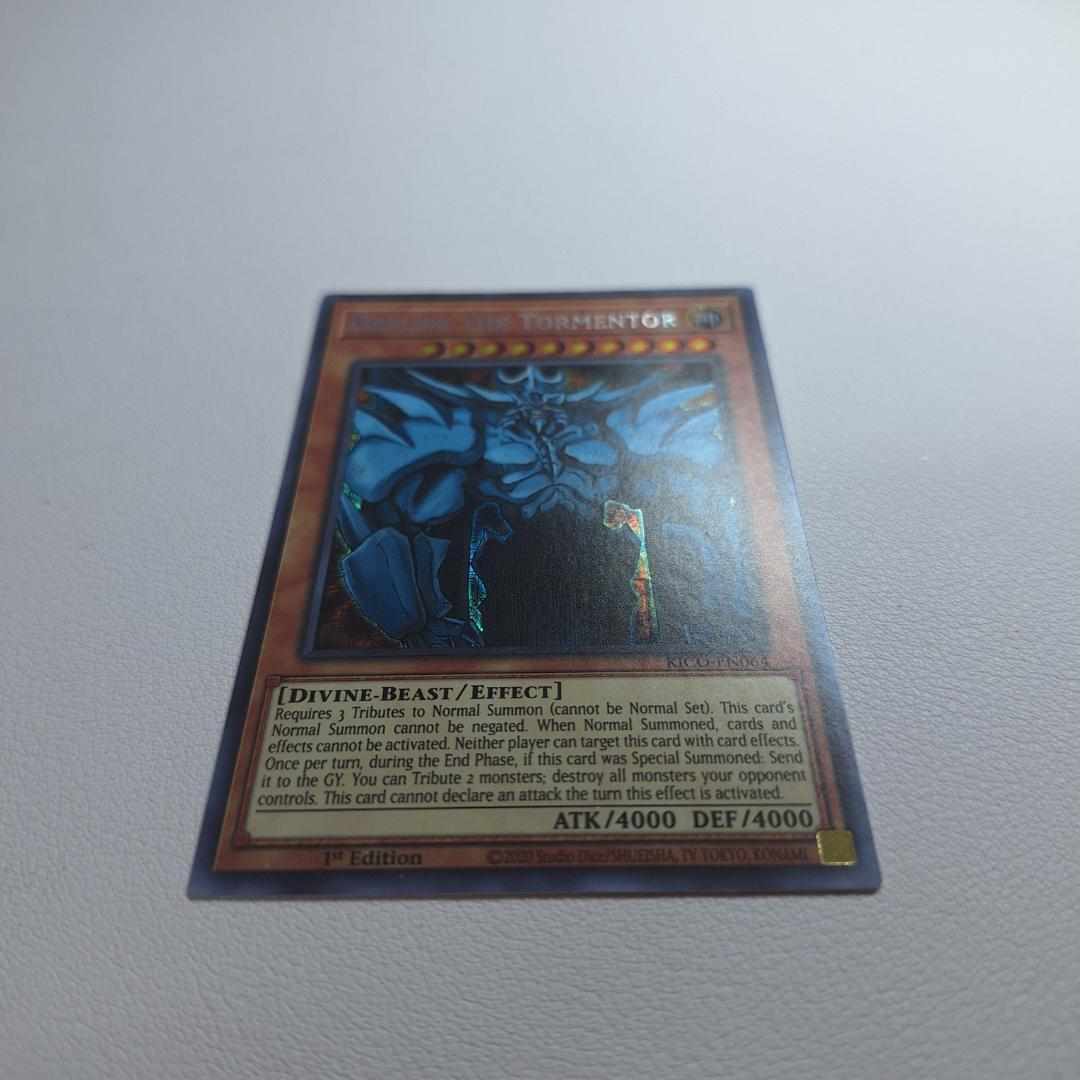 Obelisk the Tormentor
KICO-EN064
[Divine-Beast/Effect]
Requires 3 Tributes to Normal Summon (cannot be Normal Set). This card's
Normal Summon cannot be negated. When Normal Summoned, cards and
effects cannot be activated. Neither player can target this card with card effects.
Once per turn, during the End Phase, if this card was Special Summoned: Send
it to the GY. You can Tribute 2 monsters; destroy all monsters your opponent
controls. This card cannot declare an attack the turn this effect is activated.
ATK/4000 DEF/4000
1st Edition ©2020 Studio Dice/SHUEISHA, TV TOKYO, KONAMI